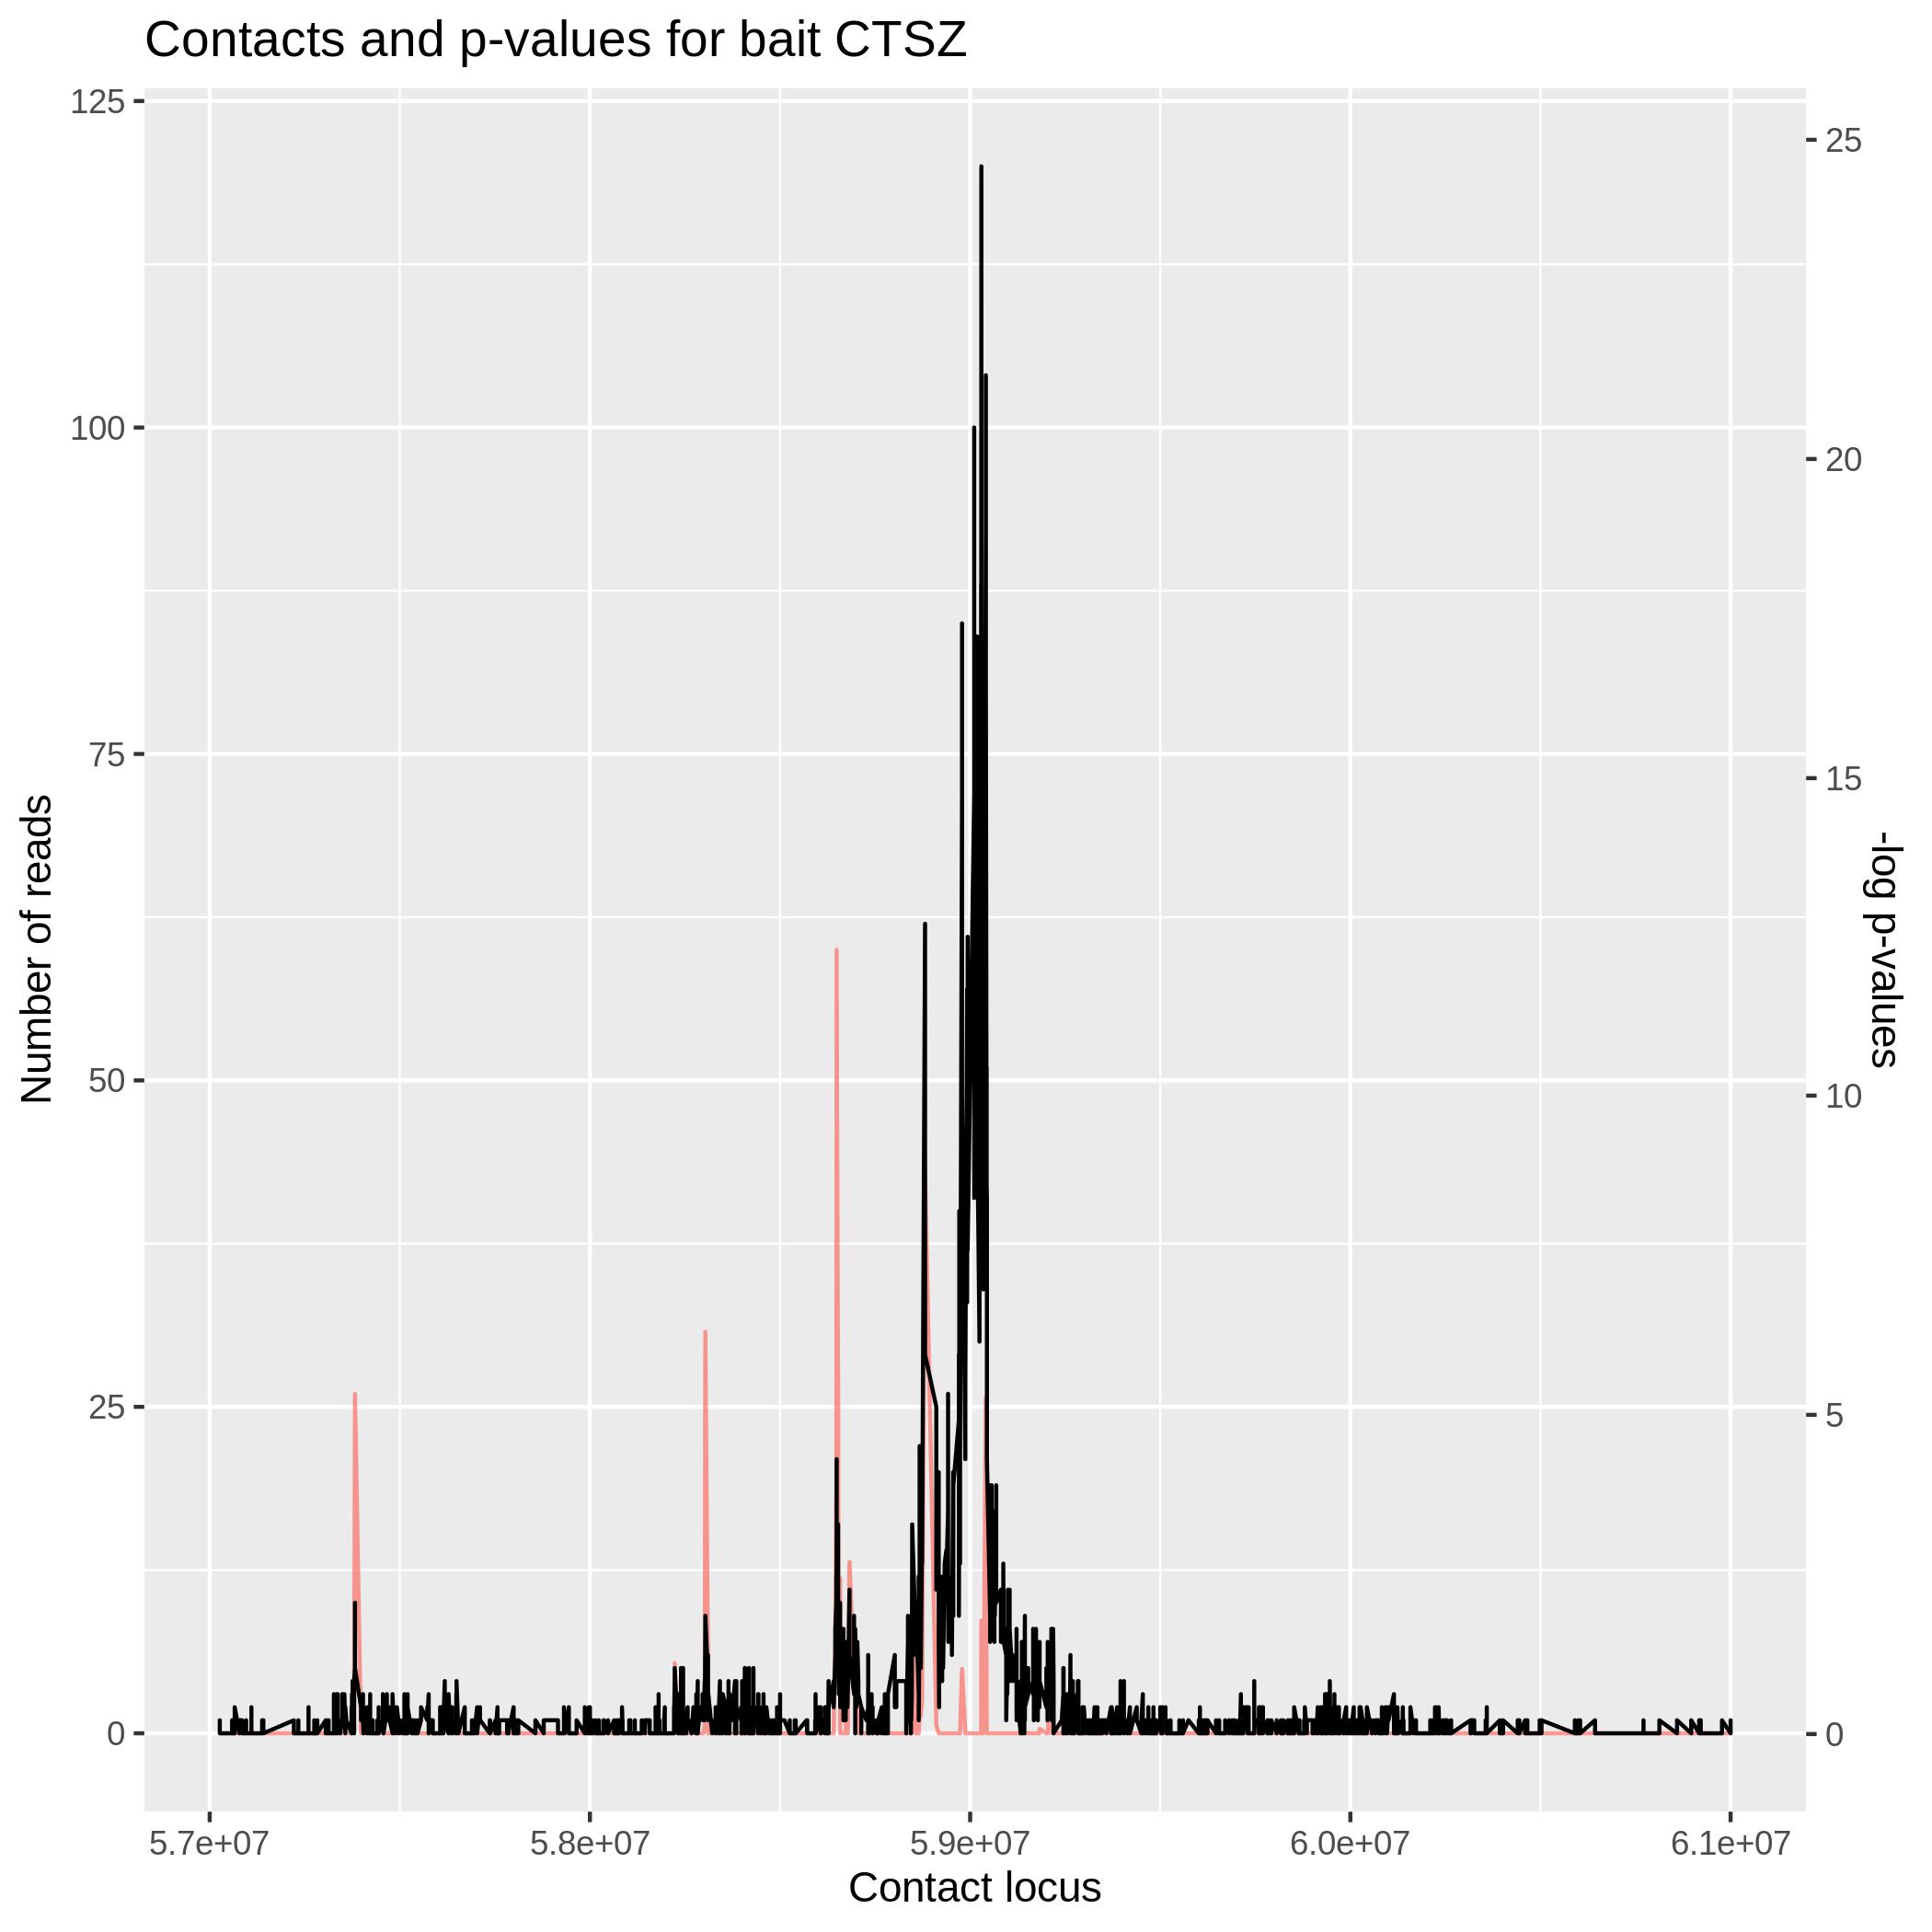 Contacts and p-values for bait CTSZ
125
100
75
50
25
0
Number of reads
25
20
15
10
5
0
-log p-values
5.7e+07
5.8e+07
5.9e+07
6.0e+07
6.1e+07
Contact locus